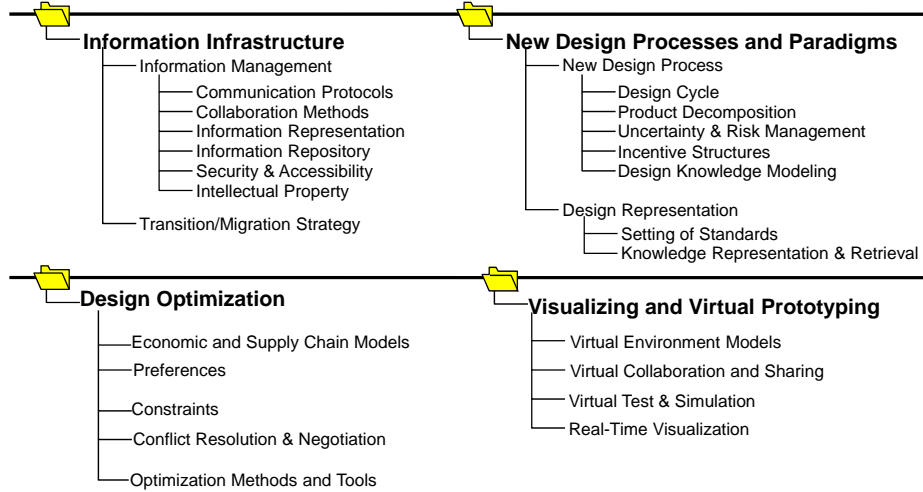 Information Infrastructure
Information Management
Communication Protocols
Collaboration Methods
Information Representation
Information Repository
Security & Accessibility
Intellectual Property
Transition/Migration Strategy
New Design Processes and Paradigms
New Design Process
Design Cycle
Product Decomposition
Uncertainty & Risk Management
Incentive Structures
Design Knowledge Modeling
Design Representation
Setting of Standards
Knowledge Representation & Retrieval
Design Optimization
Economic and Supply Chain Models
Preferences
Constraints
Conflict Resolution & Negotiation
Optimization Methods and Tools
Visualizing and Virtual Prototyping
Virtual Environment Models
Virtual Collaboration and Sharing
Virtual Test & Simulation
Real-Time Visualization